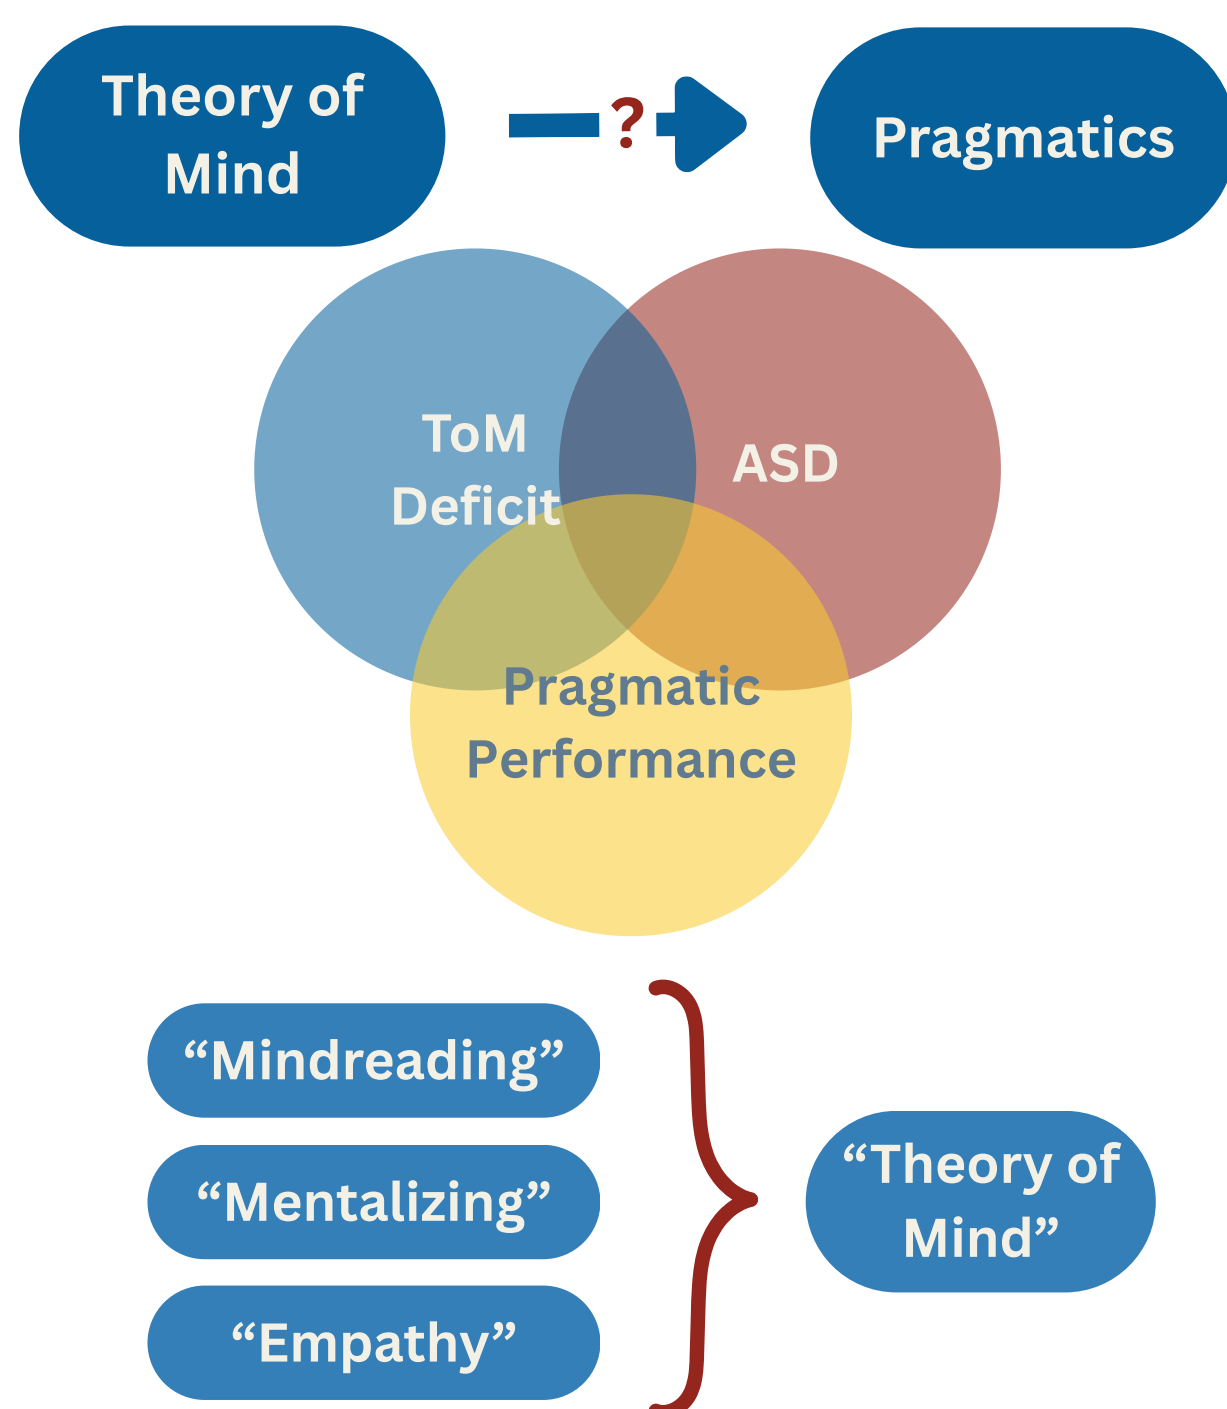 Theory of
Mind
?
Pragmatics
ToM
Deficit
ASD
Pragmatic
Performance
“Mindreading”
“Mentalizing”
“Empathy”
“Theory of
Mind”